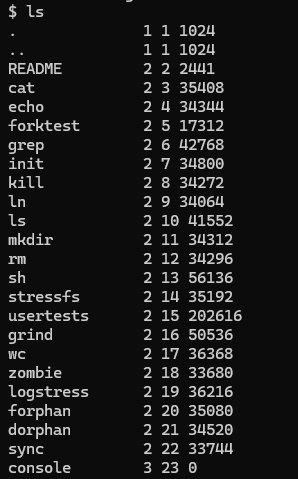 $ ls
. 1 1 1024
.. 1 1 1024
README 2 2 2441
cat 2 3 35408
echo 2 4 34344
forktest 2 5 17312
grep 2 6 42768
init 2 7 34800
kill 2 8 34272
ln 2 9 34064
ls 2 10 41552
mkdir 2 11 34312
rm 2 12 34296
sh 2 13 56136
stressfs 2 14 35192
usertests 2 15 202616
grind 2 16 50536
wc 2 17 36368
zombie 2 18 33680
logstress 2 19 36216
forphan 2 20 35080
dorphan 2 21 34520
sync 2 22 33744
console 3 23 0